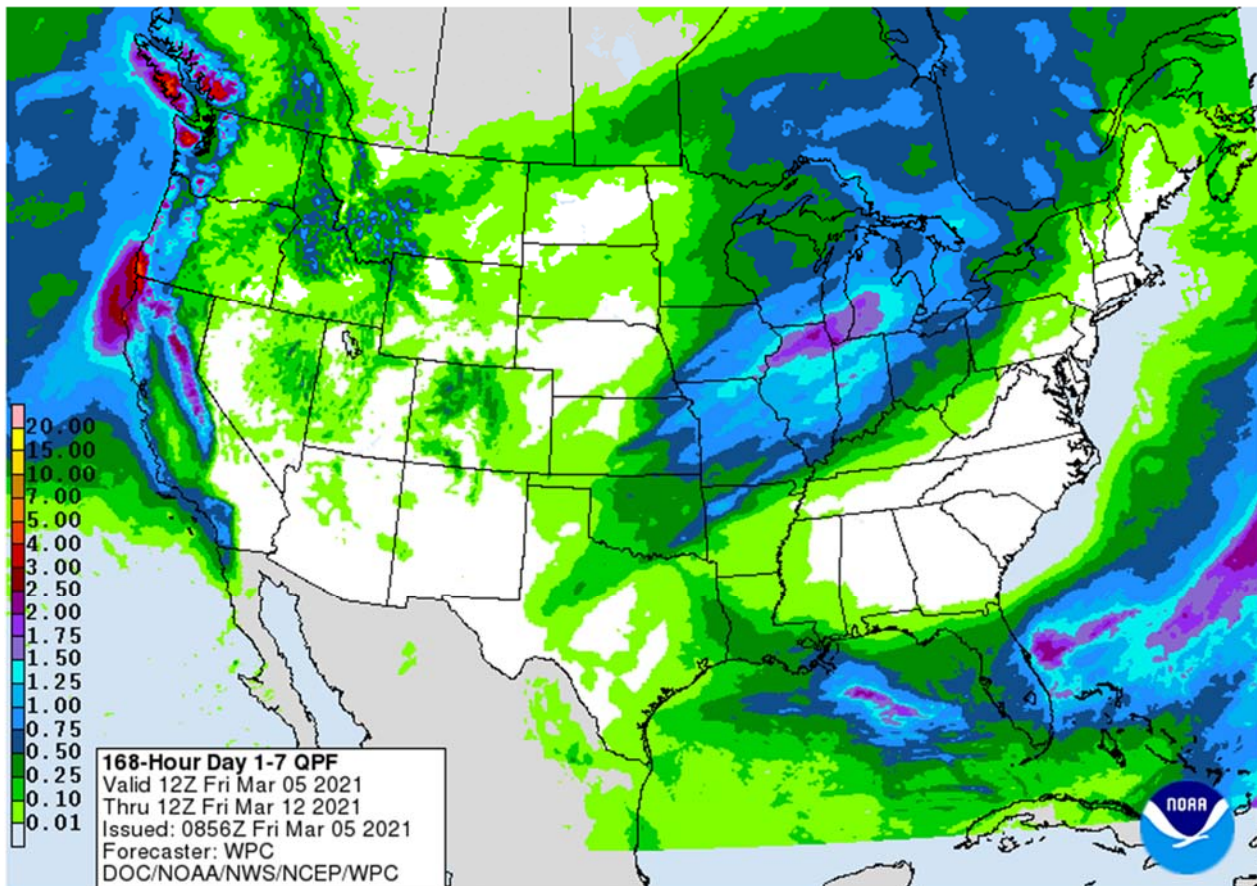 20.00
15.00
10.00
7.00
5.00
4.00
3.00
2.50
2.00
1.75
1.50
1.25
1.00
0.75
0.50
0.25
0.10
0.01
168-Hour Day 1-7 QPF
Valid 12Z Fri Mar 05 2021
Thru 12Z Fri Mar 12 2021
Issued: 0856Z Fri Mar 05 2021
Forecaster: WPC
DOC/NOAA/NWS/NCEP/WPC
NOAA